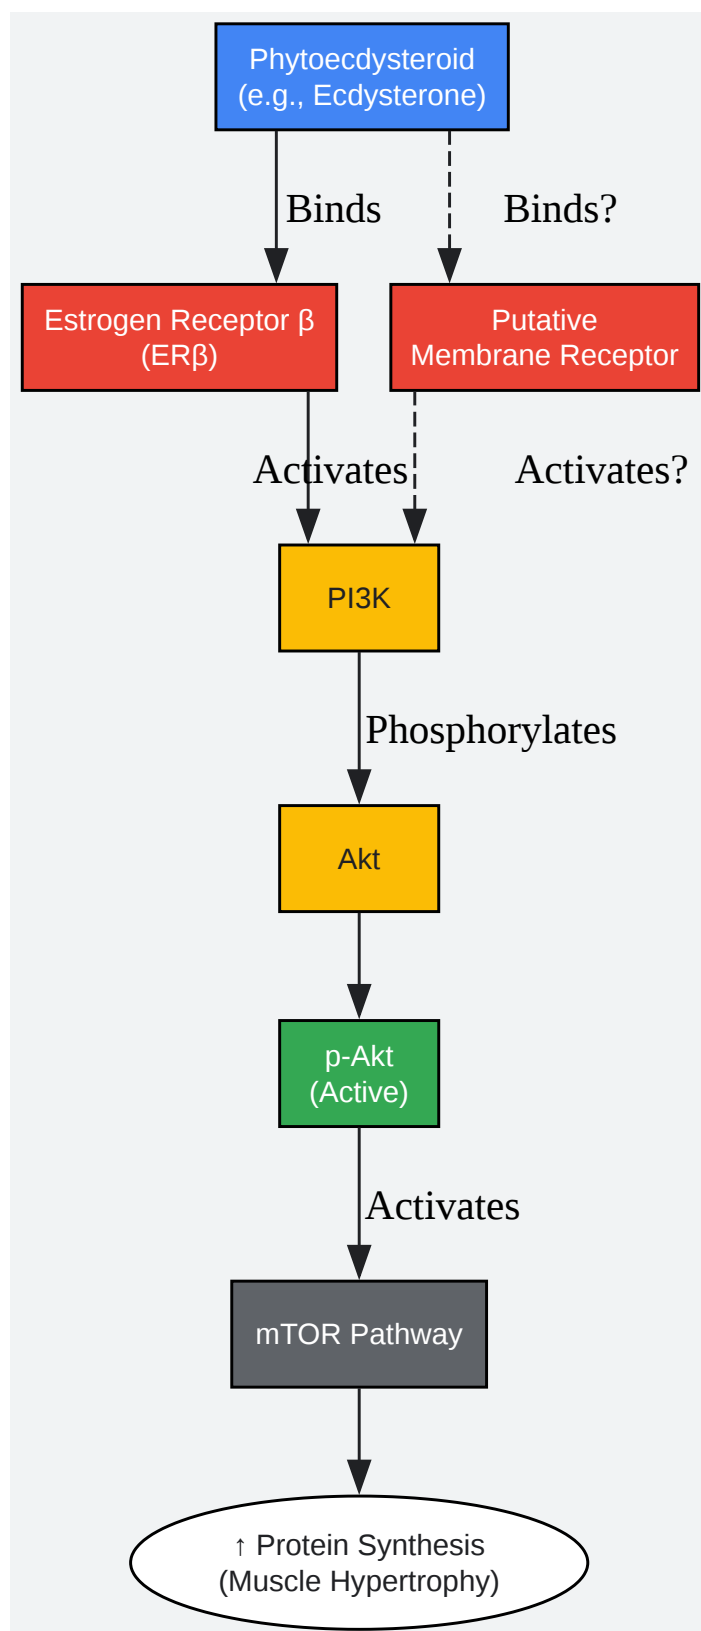 Phytoecdysteroid
(e.g., Ecdysterone)
Binds
Binds?
Estrogen Receptor β
(ERβ)
Putative
Membrane Receptor
Activates
Activates?
PI3K
Phosphorylates
Akt
p-Akt
(Active)
Activates
mTOR Pathway
↑ Protein Synthesis
(Muscle Hypertrophy)